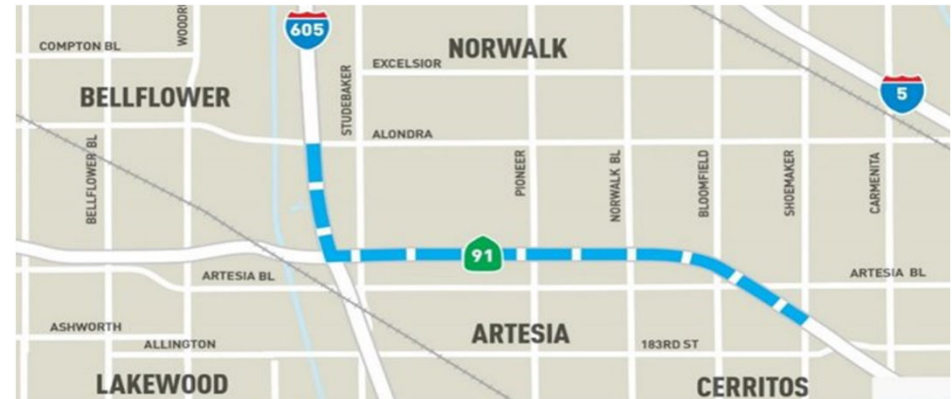 605
WOODR
COMPTON BL
NORWALK
EXCELSIOR
5
BELLFLOWER
STUDEBAKER
ALONDRA
BELLFLOWER BL
PIONEER
NORWALK BL
BLOOMFIELD
SHOEMAKER
CARMENITA
91
ARTESIA BL
ARTESIA BL
ASHWORTH
ARTESIA
ALLINGTON
183RD ST
LAKEWOOD
CERRITOS